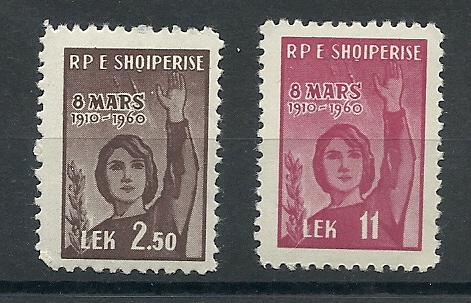 RP E SHQIPERISE
8 MARS
1910-1960
LEK 2.50
RP E SHQIPERISE
8 MARS
1910-1960
LEK 11